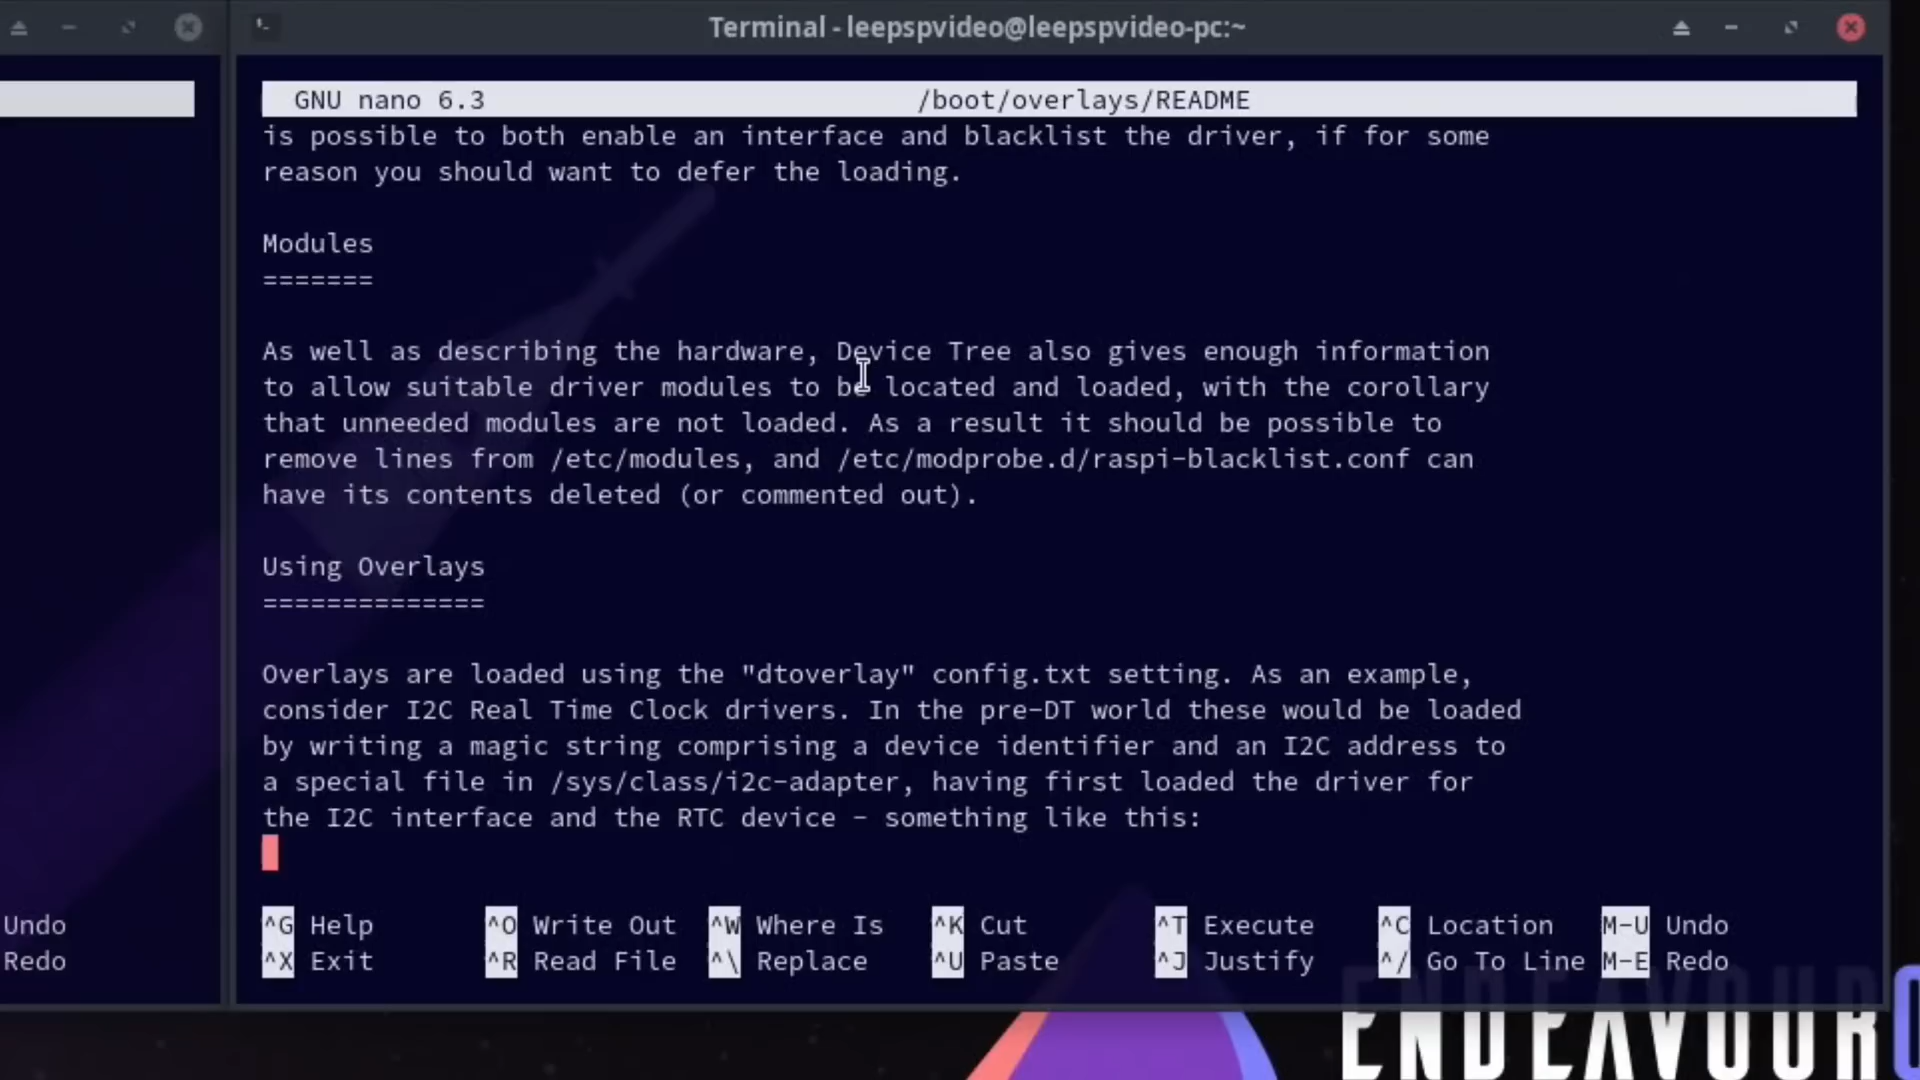 Terminal - leepspvideo@leepspvideo-pc:~
GNU nano 6.3 /boot/overlays/README
is possible to both enable an interface and blacklist the driver, if for some
reason you should want to defer the loading.
Modules
=======
As well as describing the hardware, Device Tree also gives enough information
to allow suitable driver modules to be located and loaded, with the corollary
that unneeded modules are not loaded. As a result it should be possible to
remove lines from /etc/modules, and /etc/modprobe.d/raspi-blacklist.conf can
have its contents deleted (or commented out).
Using Overlays
==============
Overlays are loaded using the "dtoverlay" config.txt setting. As an example,
consider I2C Real Time Clock drivers. In the pre-DT world these would be loaded
by writing a magic string comprising a device identifier and an I2C address to
a special file in /sys/class/i2c-adapter, having first loaded the driver for
the I2C interface and the RTC device - something like this:
Undo ^G Help ^O Write Out ^W Where Is ^K Cut ^T Execute ^C Location M-U Undo
Redo ^X Exit ^R Read File ^\ Replace ^U Paste ^J Justify ^/ Go To Line M-E Redo
ENDEAVOURO